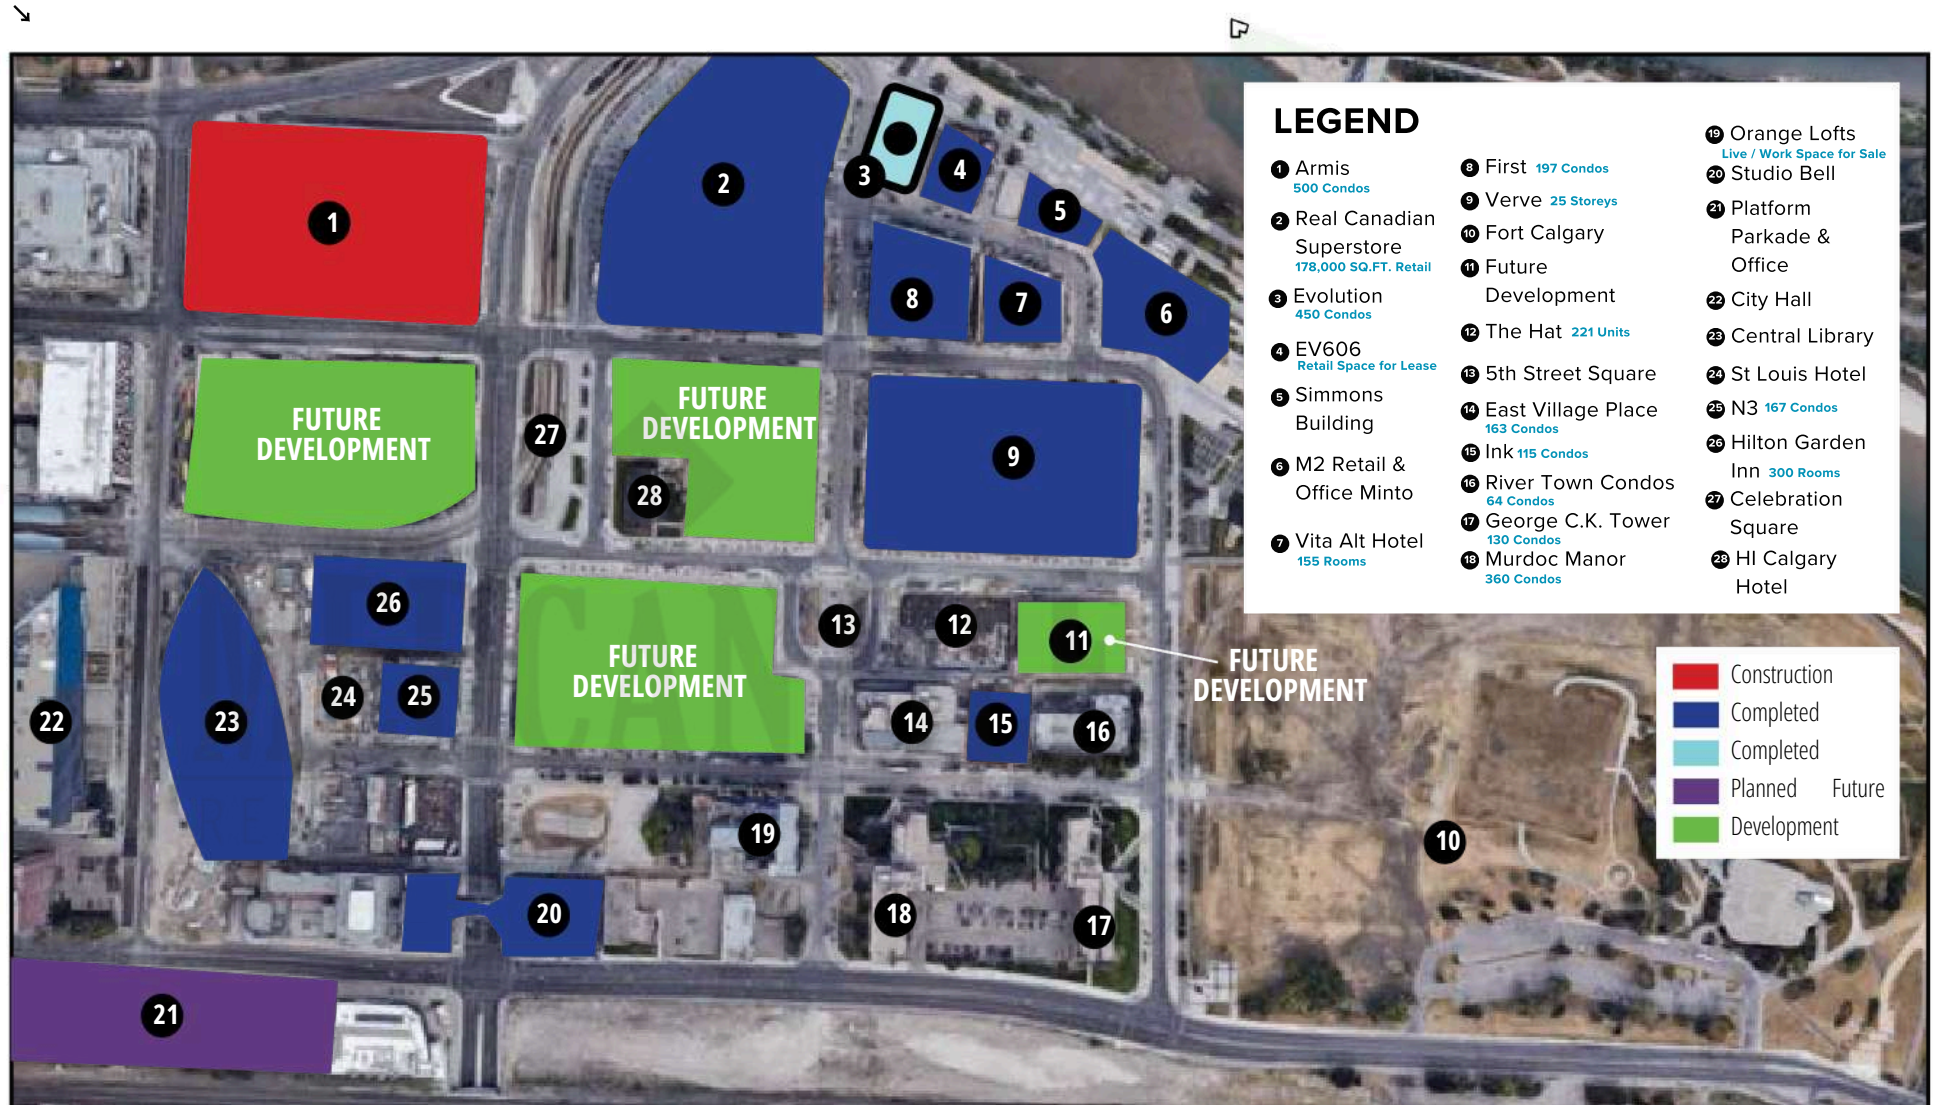 LEGEND
1 Armis
500 Condos
2 Real Canadian
Superstore
178,000 SQ.FT. Retail
3 Evolution
450 Condos
4 EV606
Retail Space for Lease
5 Simmons
Building
6 M2 Retail &
Office Minto
7 Vita Alt Hotel
155 Rooms
8 First 197 Condos
9 Verve 25 Storeys
10 Fort Calgary
11 Future
Development
12 The Hat 221 Units
13 5th Street Square
14 East Village Place
163 Condos
15 Ink 115 Condos
16 River Town Condos
64 Condos
17 George C.K. Tower
130 Condos
18 Murdoc Manor
360 Condos
19 Orange Lofts
Live / Work Space for Sale
20 Studio Bell
21 Platform
Parkade &
Office
22 City Hall
23 Central Library
24 St Louis Hotel
25 N3 167 Condos
26 Hilton Garden
Inn 300 Rooms
27 Celebration
Square
28 HI Calgary
Hotel
Construction
Completed
Completed
Planned Future
Development
1
2
3
4
5
6
7
8
FUTURE
DEVELOPMENT
27
FUTURE
DEVELOPMENT
28
9
26
FUTURE
DEVELOPMENT
13
12
11
FUTURE
DEVELOPMENT
22
23
24
25
14
15
16
19
10
20
18
17
21